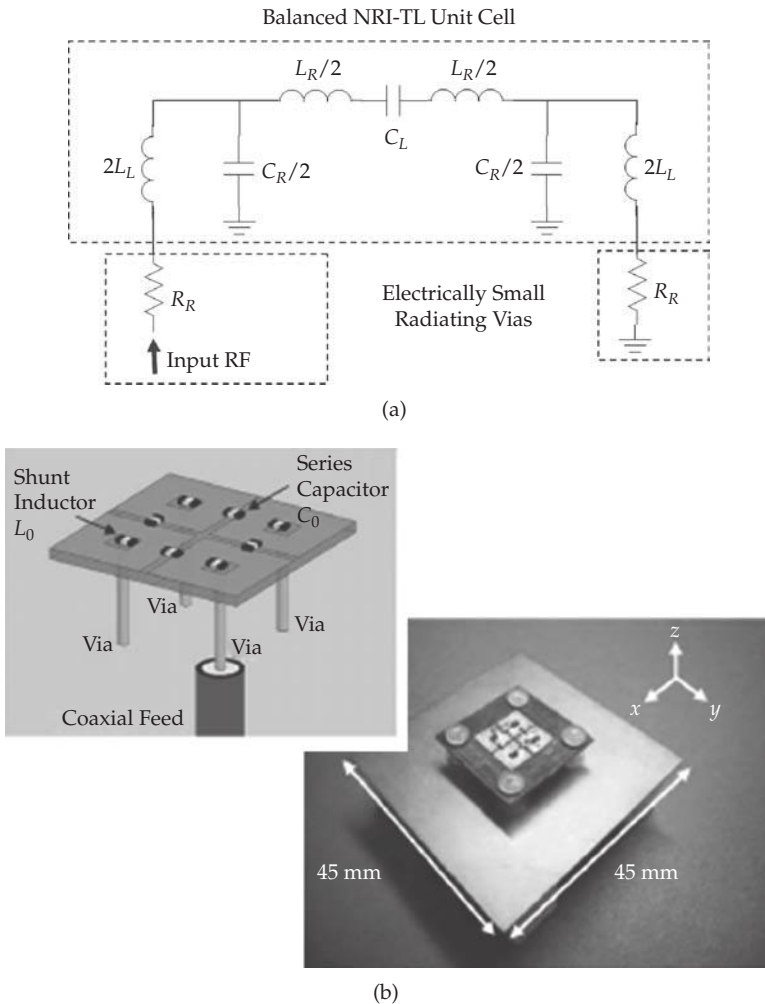 Balanced NRI-TL Unit Cell
L_R/2
L_R/2
C_L
2L_L
C_R/2
C_R/2
2L_L
R_R
Electrically Small
Radiating Vias
R_R
Input RF
(a)
Shunt
Inductor
L_0
Series
Capacitor
C_0
Via
Via
Via
Via
Coaxial Feed
z
x
y
45 mm
45 mm
(b)